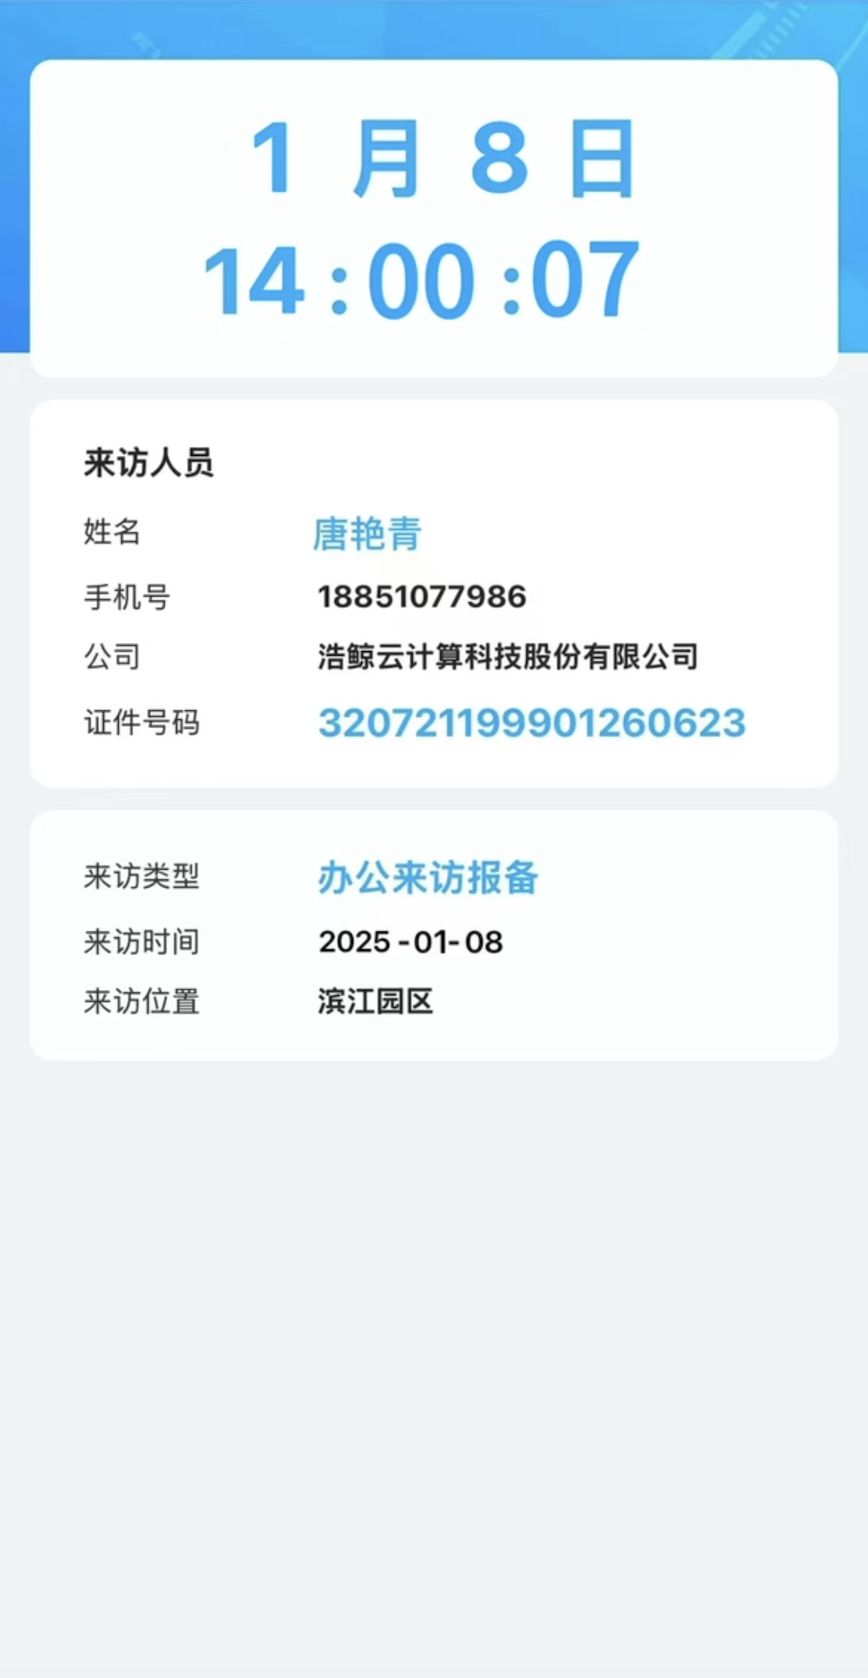 1 月 8 日
14:00:07
来访人员
姓名 唐艳青
手机号 18851077986
公司 浩鲸云计算科技股份有限公司
证件号码 320721199901260623
来访类型 办公来访报备
来访时间 2025-01-08
来访位置 滨江园区